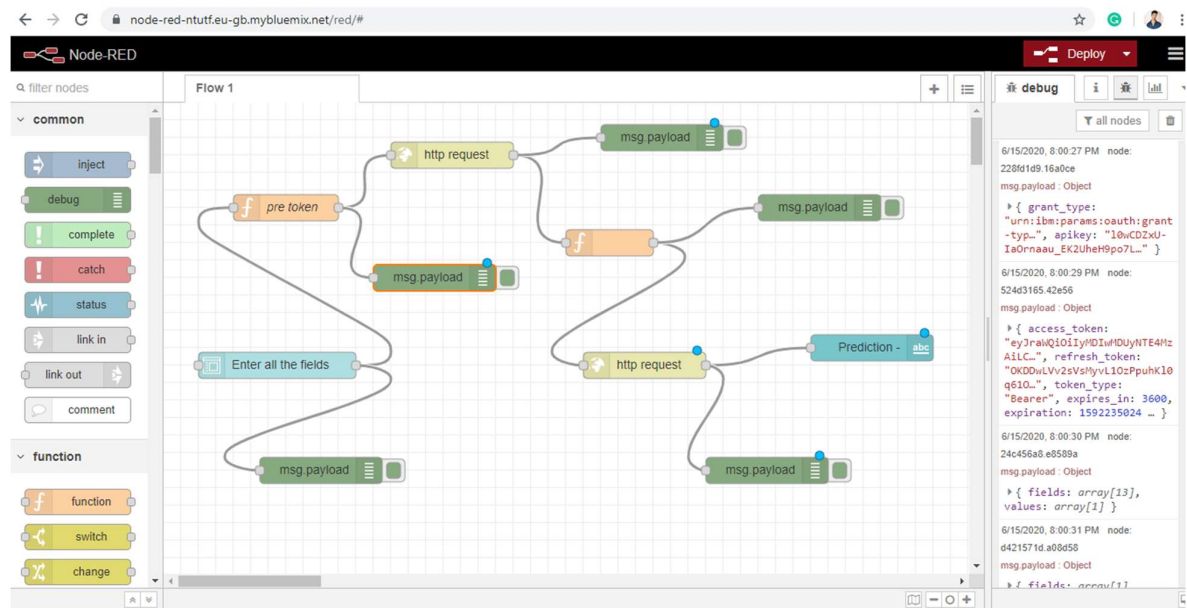 node-red-ntutf.eu-gb.mybluemix.net/red/#
Node-RED
Deploy
filter nodes
common
inject
debug
complete
catch
status
link in
link out
comment
function
function
switch
change
Flow 1
msg.payload
http request
pre token
msg.payload
msg.payload
Enter all the fields
http request
Prediction - abc
msg.payload
msg.payload
debug
all nodes
6/15/2020, 8:00:27 PM node:
228fd1d9.16a0ce
msg.payload : Object
{ grant_type:
"urn:ibm:params:oauth:grant
-typ…", apikey: "l0wCDZxU-
IaOrnaau_EK2UheH9po7L…" }
6/15/2020, 8:00:29 PM node:
524d3165.42e56
msg.payload : Object
{ access_token:
"eyJraWQiOiIyMDIwMDUyNTE4Mz
AiLC…", refresh_token:
"OKDDwLVv2sVsMyvL1OzPpuhKl0
q61O…", token_type:
"Bearer", expires_in: 3600,
expiration: 1592235024 … }
6/15/2020, 8:00:30 PM node:
24c456a8.e8589a
msg.payload : Object
{ fields: array[13],
values: array[1] }
6/15/2020, 8:00:31 PM node:
d421571d.a08d58
msg.payload : Object
{ fields: array[1]